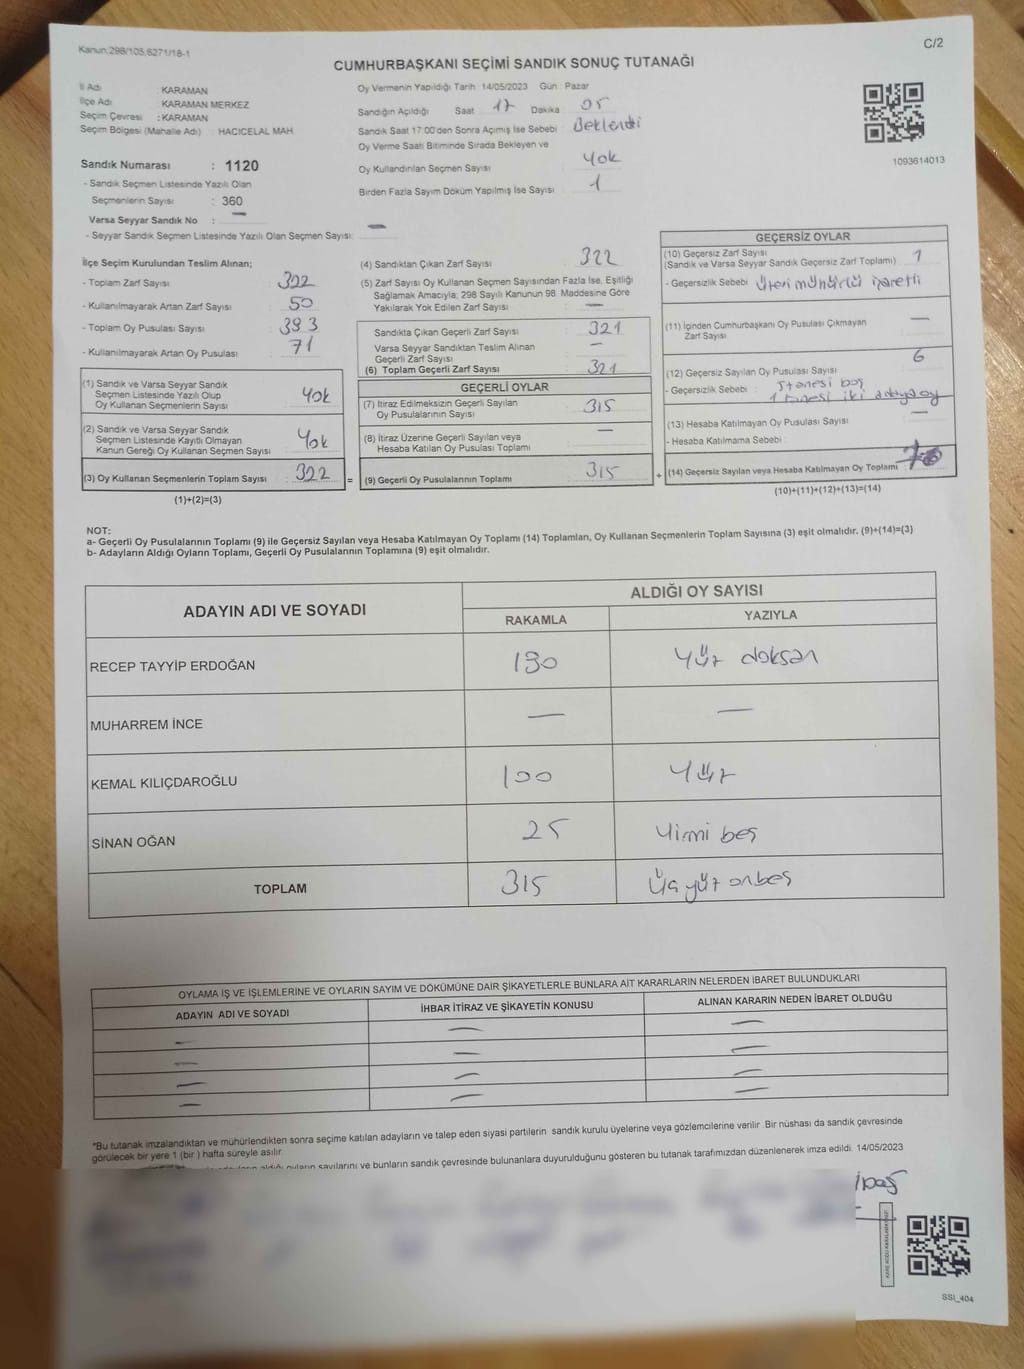 Kanun.298/105,6271/18-1
C/2
CUMHURBAŞKANI SEÇİMİ SANDIK SONUÇ TUTANAĞI
İl Adı : KARAMAN
İlçe Adı : KARAMAN MERKEZ
Seçim Çevresi : KARAMAN
Seçim Bölgesi (Mahalle Adı) : HACICELAL MAH.
Sandık Numarası : 1120
- Sandık Seçmen Listesinde Yazılı Olan
Seçmenlerin Sayısı : 360
Varsa Seyyar Sandık No : —
- Seyyar Sandık Seçmen Listesinde Yazılı Olan Seçmen Sayısı: —
Oy Vermenin Yapıldığı Tarih : 14/05/2023 Gün : Pazar
Sandığın Açıldığı Saat 17 Dakika 05
Sandık Saat 17:00'den Sonra Açımış İse Sebebi : Beklendi
Oy Verme Saati Bitiminde Sırada Bekleyen ve
Oy Kullandırılan Seçmen Sayısı : Yok
Birden Fazla Sayım Döküm Yapılmış İse Sayısı : 1
1093614013
İlçe Seçim Kurulundan Teslim Alınan;
- Toplam Zarf Sayısı :
- Kullanılmayarak Artan Zarf Sayısı : 50
- Toplam Oy Pusulası Sayısı : 393
- Kullanılmayarak Artan Oy Pusulası : 71
(1) Sandık ve Varsa Seyyar Sandık
Seçmen Listesinde Yazılı Olup
Oy Kullanan Seçmenlerin Sayısı : Yok
(2) Sandık ve Varsa Seyyar Sandık
Seçmen Listesinde Kayıtlı Olmayan
Kanun Gereği Oy Kullanan Seçmen Sayısı : Yok
(3) Oy Kullanan Seçmenlerin Toplam Sayısı : 322
(1)+(2)=(3)
=
(4) Sandıktan Çıkan Zarf Sayısı : 322
(5) Zarf Sayısı Oy Kullanan Seçmen Sayısından Fazla İse, Eşitliği
Sağlamak Amacıyla; 298 Sayılı Kanunun 98. Maddesine Göre
Yakılarak Yok Edilen Zarf Sayısı : —
Sandıkta Çıkan Geçerli Zarf Sayısı : 321
Varsa Seyyar Sandıktan Teslim Alınan
Geçerli Zarf Sayısı : —
(6) Toplam Geçerli Zarf Sayısı : 321
GEÇERLİ OYLAR
(7) İtiraz Edilmeksizin Geçerli Sayılan
Oy Pusulalarının Sayısı : 315
(8) İtiraz Üzerine Geçerli Sayılan veya
Hesaba Katılan Oy Pusulası Toplamı : —
(9) Geçerli Oy Pusulalarının Toplamı : 315
+
GEÇERSİZ OYLAR
(10) Geçersiz Zarf Sayısı
(Sandık ve Varsa Seyyar Sandık Geçersiz Zarf Toplamı) : 1
- Geçersizlik Sebebi : Üzeri mühürlü işaretli
(11) İçinden Cumhurbaşkanı Oy Pusulası Çıkmayan
Zarf Sayısı : —
(12) Geçersiz Sayılan Oy Pusulası Sayısı : 6
- Geçersizlik Sebebi : 5 tanesi boş
1 tanesi iki adaya oy
(13) Hesaba Katılmayan Oy Pusulası Sayısı : —
- Hesaba Katılmama Sebebi :
(14) Geçersiz Sayılan veya Hesaba Katılmayan Oy Toplamı :
(10)+(11)+(12)+(13)=(14)
NOT:
a- Geçerli Oy Pusulalarının Toplamı (9) ile Geçersiz Sayılan veya Hesaba Katılmayan Oy Toplamı (14) Toplamları, Oy Kullanan Seçmenlerin Toplam Sayısına (3) eşit olmalıdır. (9)+(14)=(3)
b- Adayların Aldığı Oyların Toplamı, Geçerli Oy Pusulalarının Toplamına (9) eşit olmalıdır.
ADAYIN ADI VE SOYADI
ALDIĞI OY SAYISI
RAKAMLA YAZIYLA
RECEP TAYYİP ERDOĞAN 190 Yüz doksan
MUHARREM İNCE — —
KEMAL KILIÇDAROĞLU 100 Yüz
SİNAN OĞAN 25 Yirmi beş
TOPLAM 315 Üç yüz onbeş
OYLAMA İŞ VE İŞLEMLERİNE VE OYLARIN SAYIM VE DÖKÜMÜNE DAİR ŞİKAYETLERLE BUNLARA AİT KARARLARIN NELERDEN İBARET BULUNDUKLARI
ADAYIN ADI VE SOYADI İHBAR İTİRAZ VE ŞİKAYETİN KONUSU ALINAN KARARIN NEDEN İBARET OLDUĞU
— — —
— — —
— — —
— — —
*Bu tutanak imzalandıktan ve mühürlendikten sonra seçime katılan adayların ve talep eden siyasi partilerin sandık kurulu üyelerine veya gözlemcilerine verilir. Bir nüshası da sandık çevresinde
görülecek bir yere 1 (bir ) hafta süreyle asılır.
oyların sayılarını ve bunların sandık çevresinde bulunanlara duyurulduğunu gösteren bu tutanak tarafımızdan düzenlenerek imza edildi. 14/05/2023
SSI_404